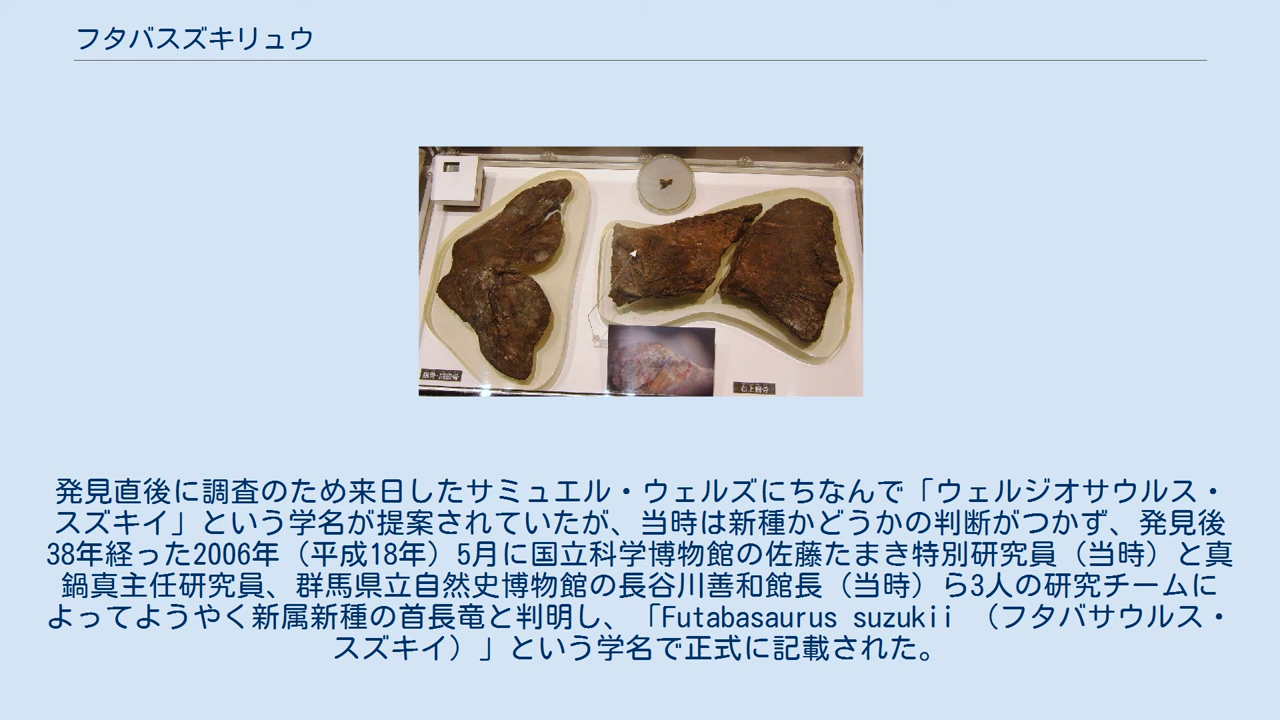 フタバスズキリュウ
右上腕骨
発見直後に調査のため来日したサミュエル・ウェルズにちなんで「ウェルジオサウルス・
スズキイ」という学名が提案されていたが、当時は新種かどうかの判断がつかず、発見後
38年経った2006年（平成18年）5月に国立科学博物館の佐藤たまき特別研究員（当時）と真
鍋真主任研究員、群馬県立自然史博物館の長谷川善和館長（当時）ら3人の研究チームに
よってようやく新属新種の首長竜と判明し、「Futabasaurus suzukii （フタバサウルス・
スズキイ）」という学名で正式に記載された。